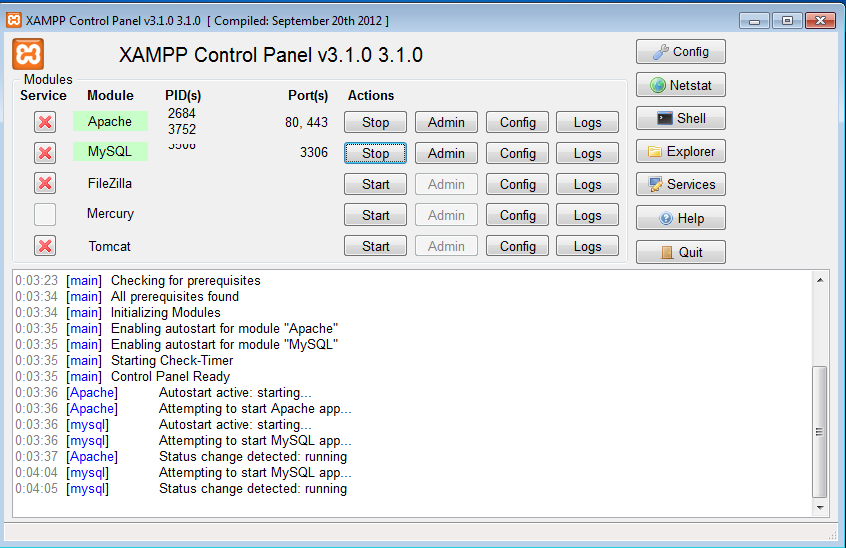 XAMPP Control Panel v3.1.0 3.1.0 [ Compiled: September 20th 2012 ]
XAMPP Control Panel v3.1.0 3.1.0
Config
Modules
Service Module PID(s) Port(s) Actions
Netstat
Apache 2684 3752 80, 443 Stop Admin Config Logs
Shell
MySQL 3306 Stop Admin Config Logs
Explorer
FileZilla Start Admin Config Logs
Services
Mercury Start Admin Config Logs
Help
Tomcat Start Admin Config Logs
Quit
0:03:23 [main] Checking for prerequisites
0:03:34 [main] All prerequisites found
0:03:34 [main] Initializing Modules
0:03:35 [main] Enabling autostart for module "Apache"
0:03:35 [main] Enabling autostart for module "MySQL"
0:03:35 [main] Starting Check-Timer
0:03:35 [main] Control Panel Ready
0:03:36 [Apache] Autostart active: starting...
0:03:36 [Apache] Attempting to start Apache app...
0:03:36 [mysql] Autostart active: starting...
0:03:36 [mysql] Attempting to start MySQL app...
0:03:37 [Apache] Status change detected: running
0:04:04 [mysql] Attempting to start MySQL app...
0:04:05 [mysql] Status change detected: running